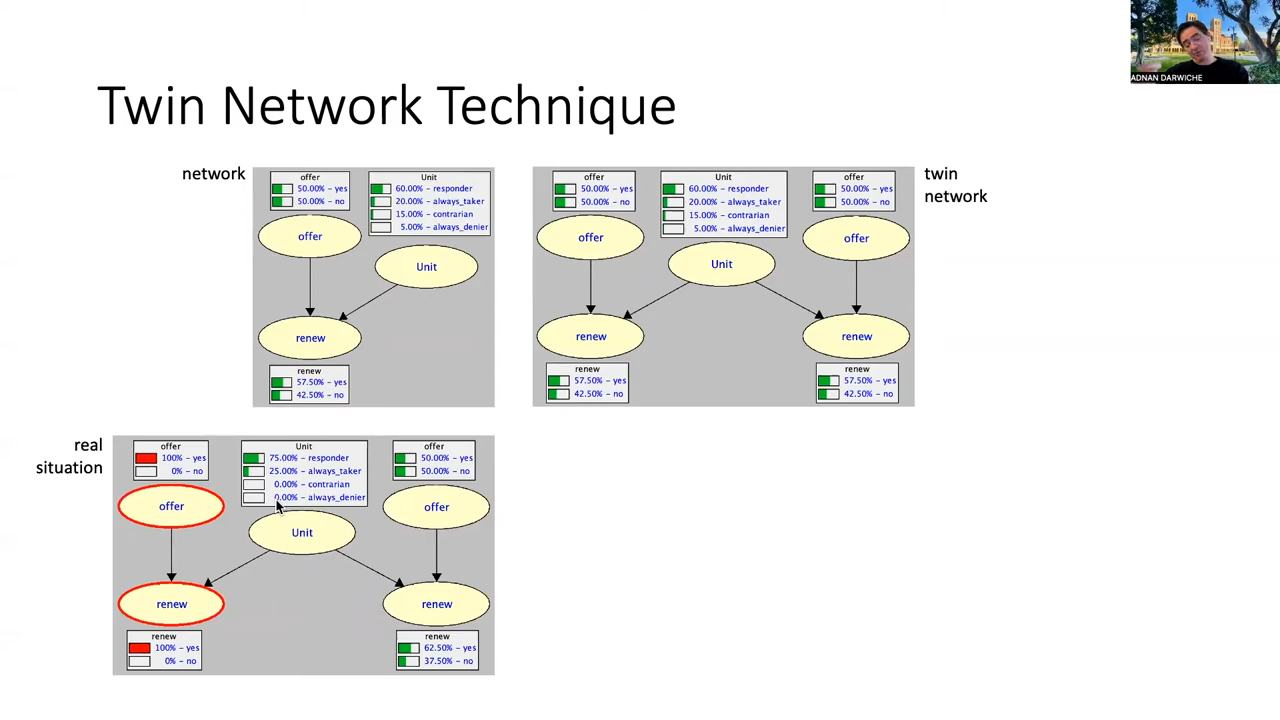 ADNAN DARWICHE
Twin Network Technique
network
offer
50.00% - yes
50.00% - no
Unit
60.00% - responder
20.00% - always_taker
15.00% - contrarian
5.00% - always_denier
offer
Unit
renew
renew
57.50% - yes
42.50% - no
twin
network
offer
50.00% - yes
50.00% - no
Unit
60.00% - responder
20.00% - always_taker
15.00% - contrarian
5.00% - always_denier
offer
50.00% - yes
50.00% - no
offer
Unit
offer
renew
renew
renew
57.50% - yes
42.50% - no
renew
57.50% - yes
42.50% - no
real
situation
offer
100% - yes
0% - no
Unit
75.00% - responder
25.00% - always_taker
0.00% - contrarian
0.00% - always_denier
offer
50.00% - yes
50.00% - no
offer
Unit
offer
renew
renew
renew
100% - yes
0% - no
renew
62.50% - yes
37.50% - no